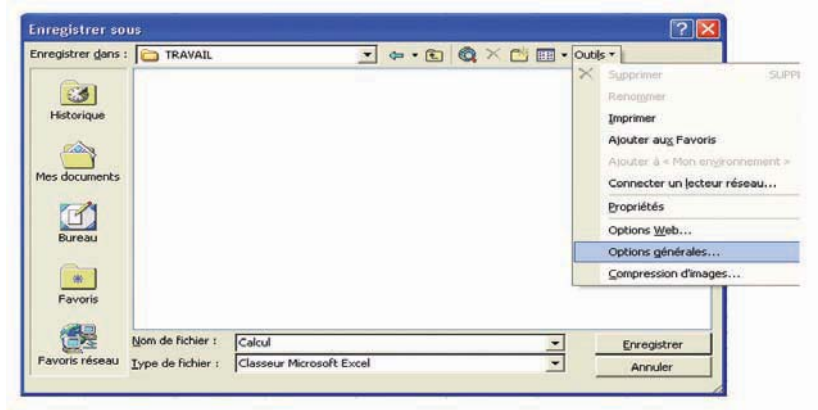 Enregistrer sous
Enregistrer dans :
TRAVAIL
Outils
Supprimer
Renommer
Imprimer
Ajouter aux Favoris
Ajouter à « Mon environnement »
Connecter un lecteur réseau...
Propriétés
Options Web...
Options générales...
Compression d'images...
Historique
Mes documents
Bureau
Favoris
Favoris réseau
Nom de fichier :
Calcul
Enregistrer
Type de fichier :
Classeur Microsoft Excel
Annuler